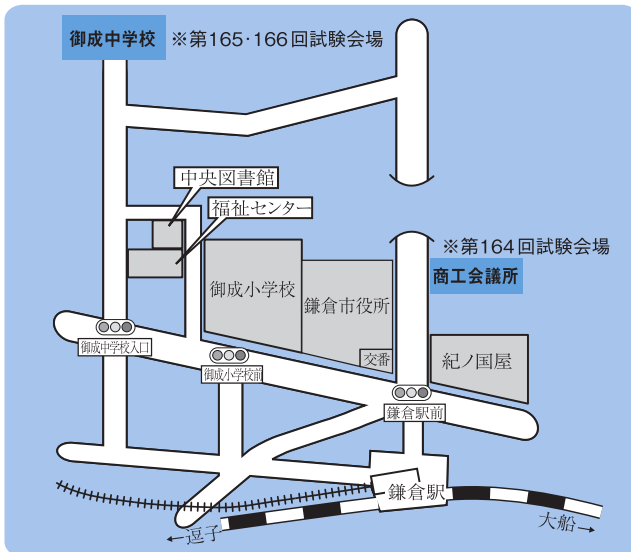 御成中学校 ※第165・166回試験会場
中央図書館
福祉センター
※第164回試験会場
商工会議所
御成小学校
鎌倉市役所
交番
紀ノ国屋
御成中学校入口
御成小学校前
鎌倉駅前
鎌倉駅
←逗子
大船→